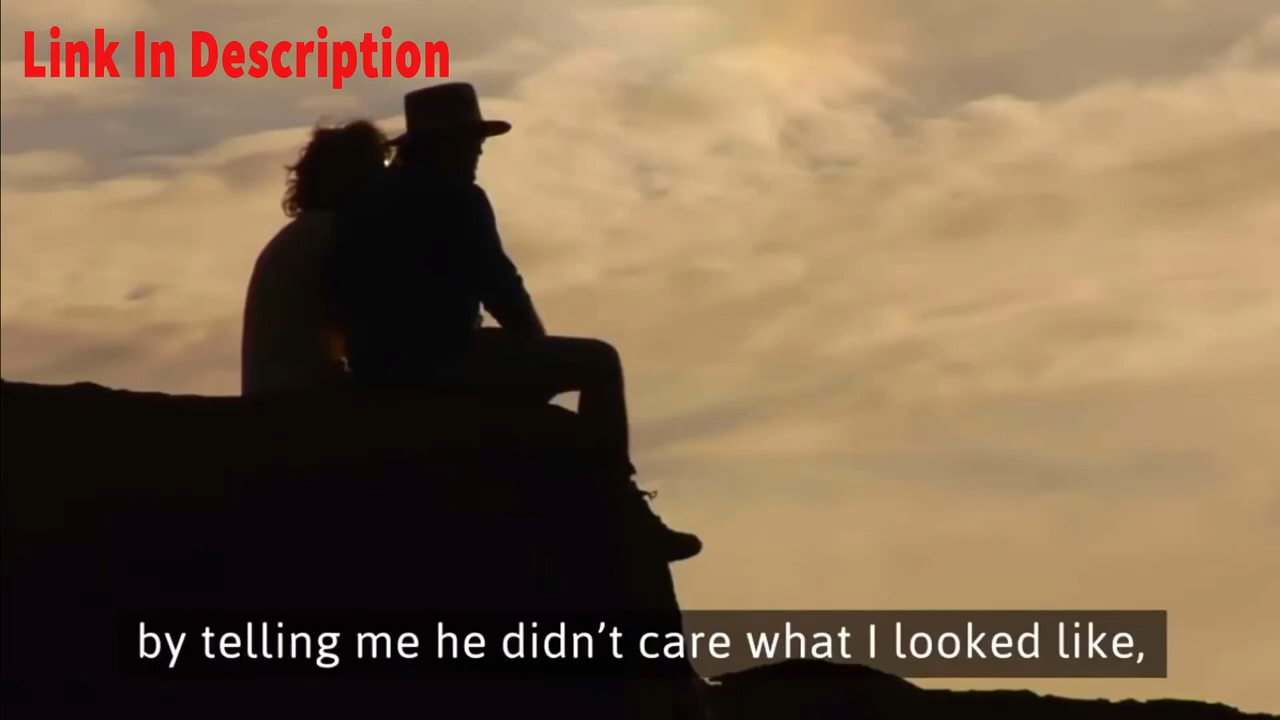 Link In Description
by telling me he didn’t care what I looked like,